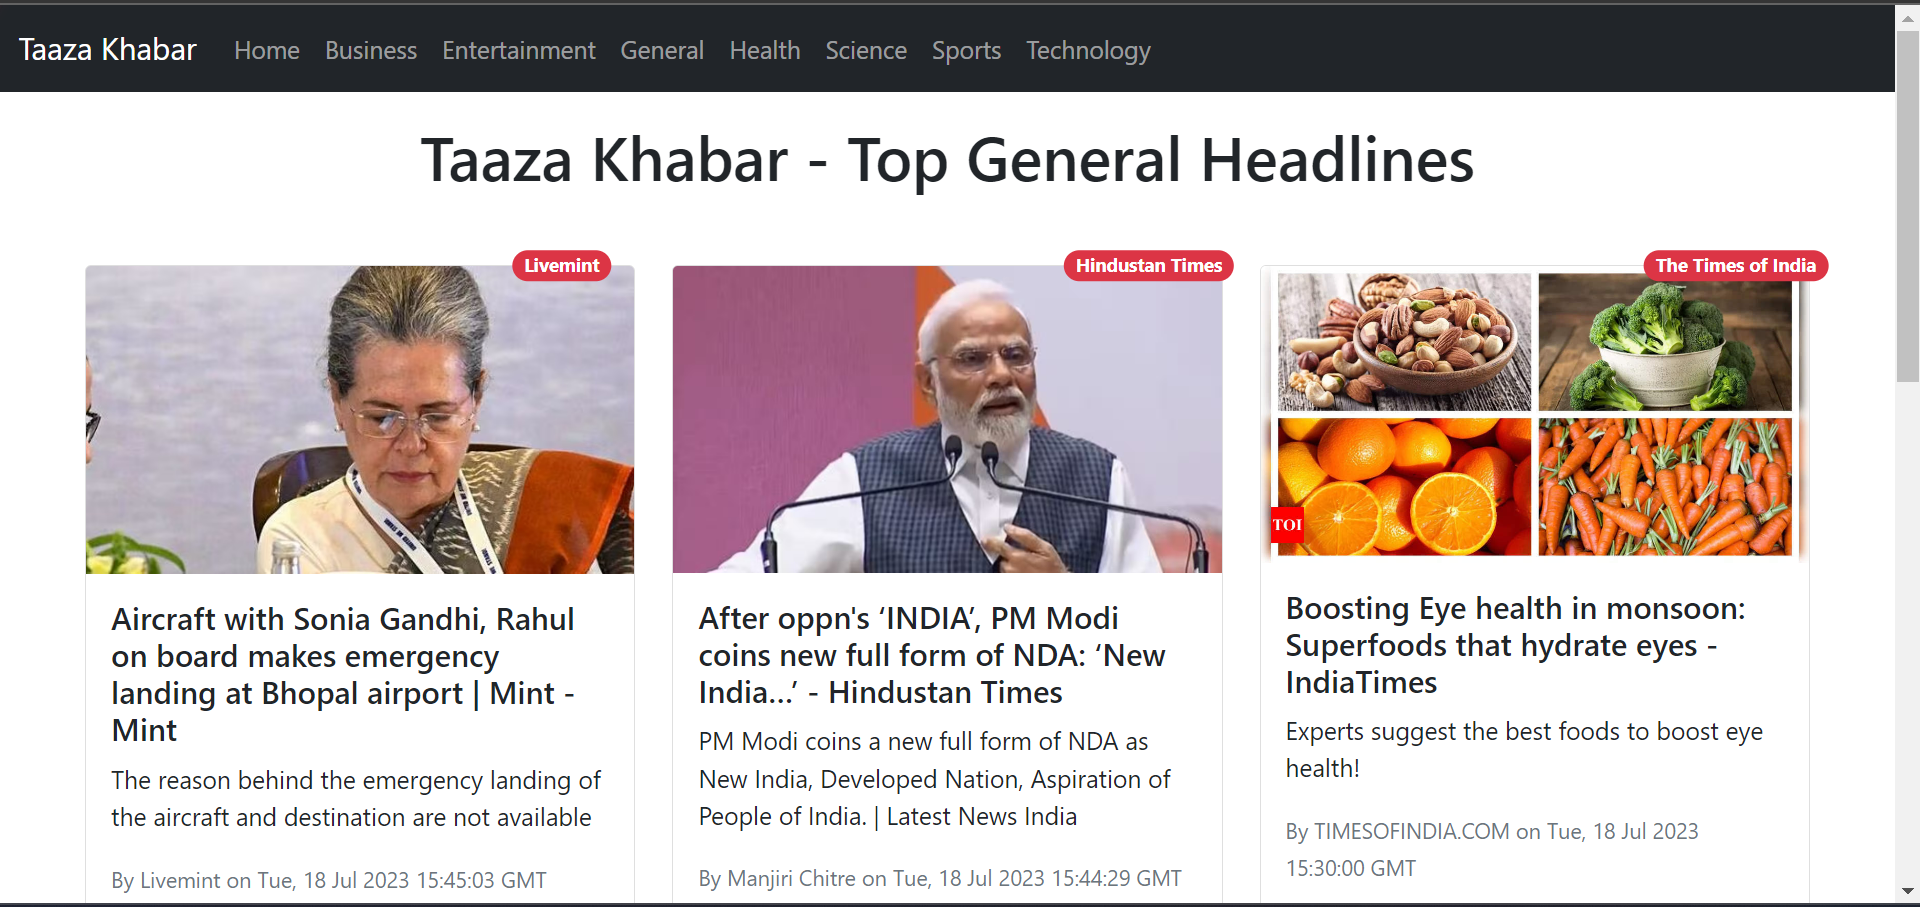 Taaza Khabar Home Business Entertainment General Health Science Sports Technology
Taaza Khabar - Top General Headlines
Livemint
Aircraft with Sonia Gandhi, Rahul
on board makes emergency
landing at Bhopal airport | Mint -
Mint
The reason behind the emergency landing of
the aircraft and destination are not available
By Livemint on Tue, 18 Jul 2023 15:45:03 GMT
Hindustan Times
After oppn's ‘INDIA’, PM Modi
coins new full form of NDA: ‘New
India...’ - Hindustan Times
PM Modi coins a new full form of NDA as
New India, Developed Nation, Aspiration of
People of India. | Latest News India
By Manjiri Chitre on Tue, 18 Jul 2023 15:44:29 GMT
The Times of India
TOI
Boosting Eye health in monsoon:
Superfoods that hydrate eyes -
IndiaTimes
Experts suggest the best foods to boost eye
health!
By TIMESOFINDIA.COM on Tue, 18 Jul 2023
15:30:00 GMT